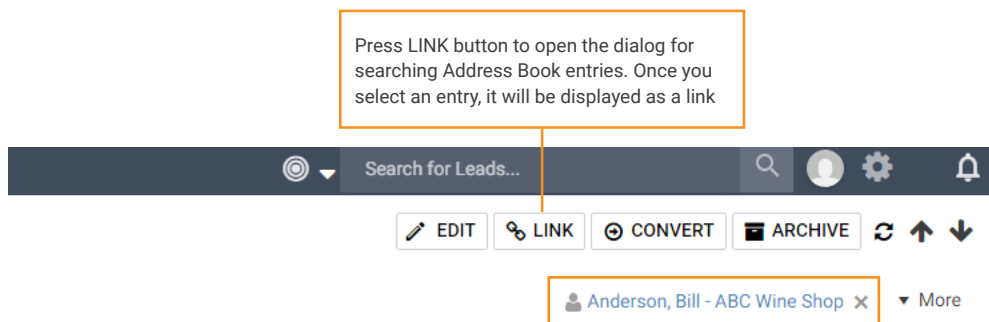 Press LINK button to open the dialog for
searching Address Book entries. Once you
select an entry, it will be displayed as a link
Search for Leads...
EDIT LINK CONVERT ARCHIVE
Anderson, Bill - ABC Wine Shop More